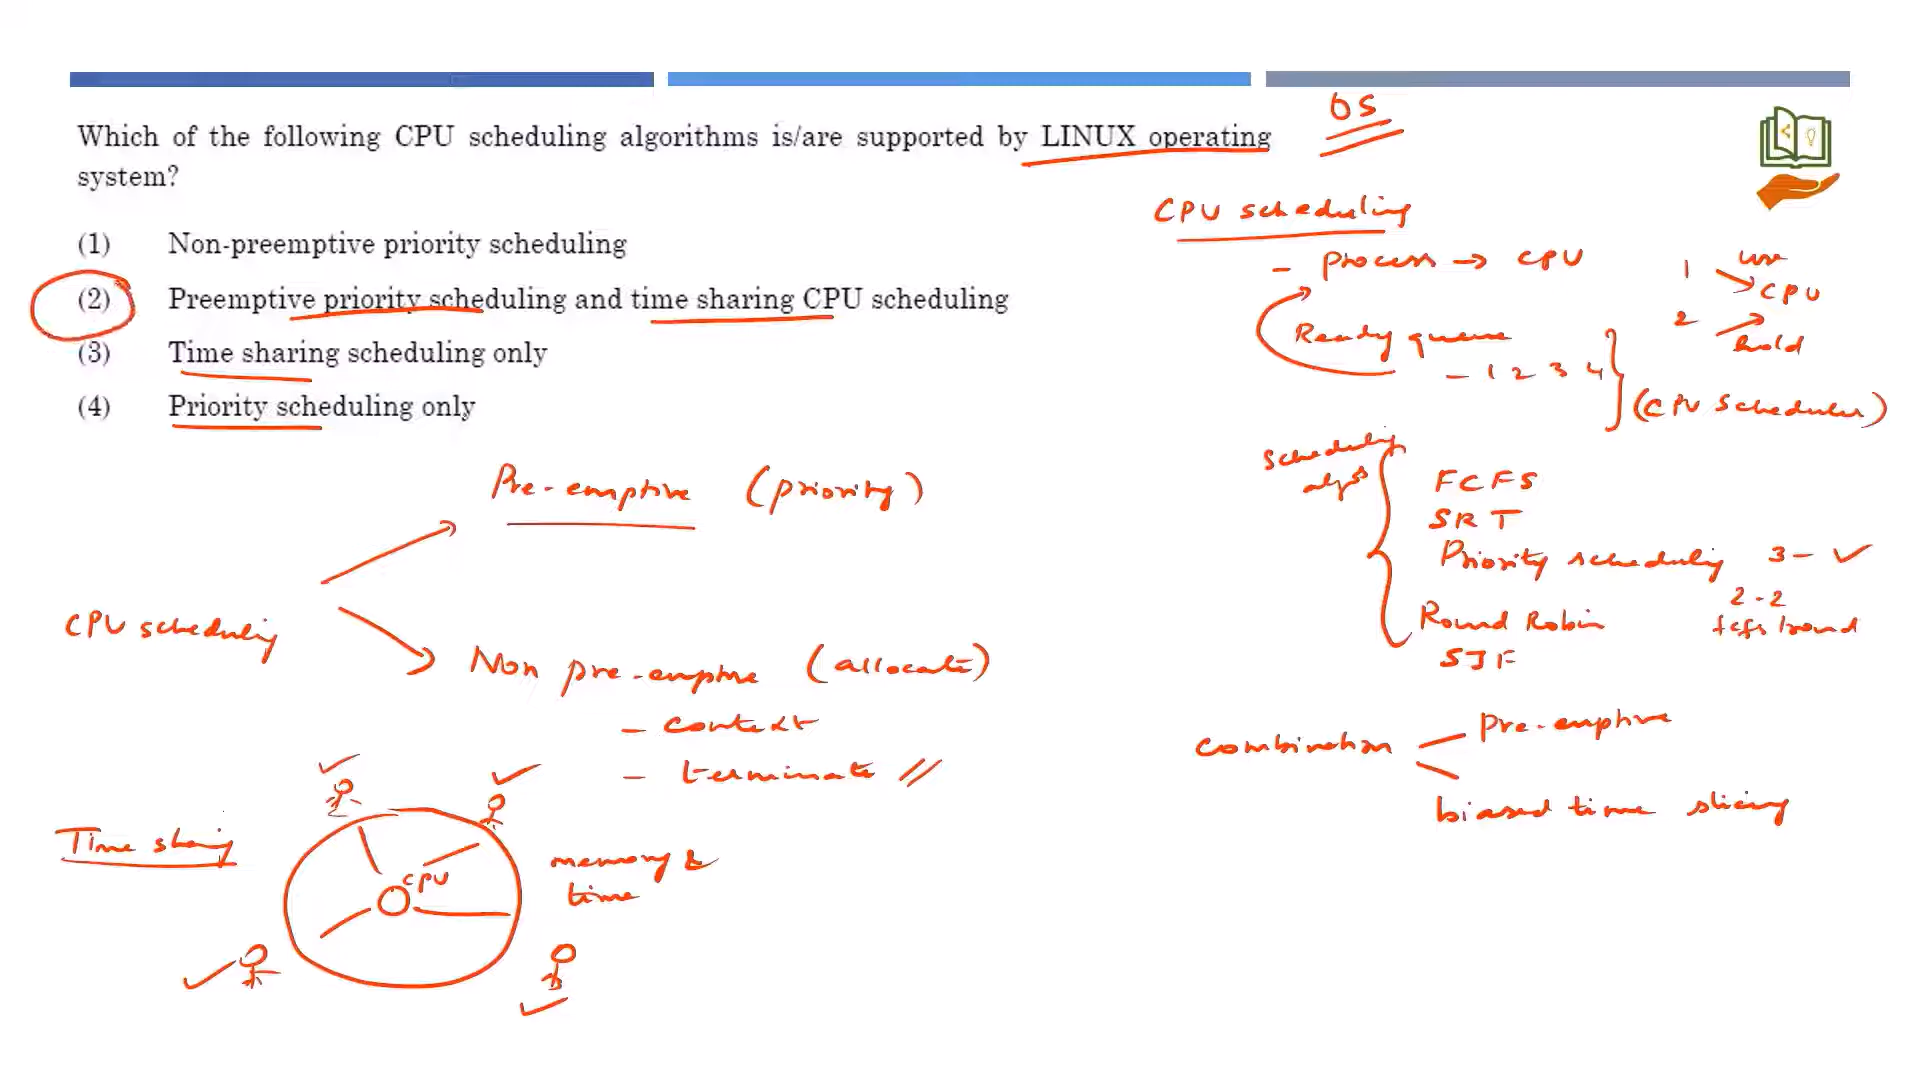 Which of the following CPU scheduling algorithms is/are supported by LINUX operating
system?
(1) Non-preemptive priority scheduling
(2) Preemptive priority scheduling and time sharing CPU scheduling
(3) Time sharing scheduling only
(4) Priority scheduling only
OS
CPU scheduling
- process → CPU
Ready queue
- 1 2 3 4
(CPU Scheduler)
1 use
CPU
2 hold
scheduling
algs
FCFS
SRT
Priority scheduling 3 - ✓
2 - 2
fcfs / round
Round Robin
SJF
Combination
pre-emptive
biased time slicing
CPU scheduling
Pre-emptive (priority)
Non pre-emptive (allocate)
- context
- terminate //
Time sharing
CPU
memory &
time